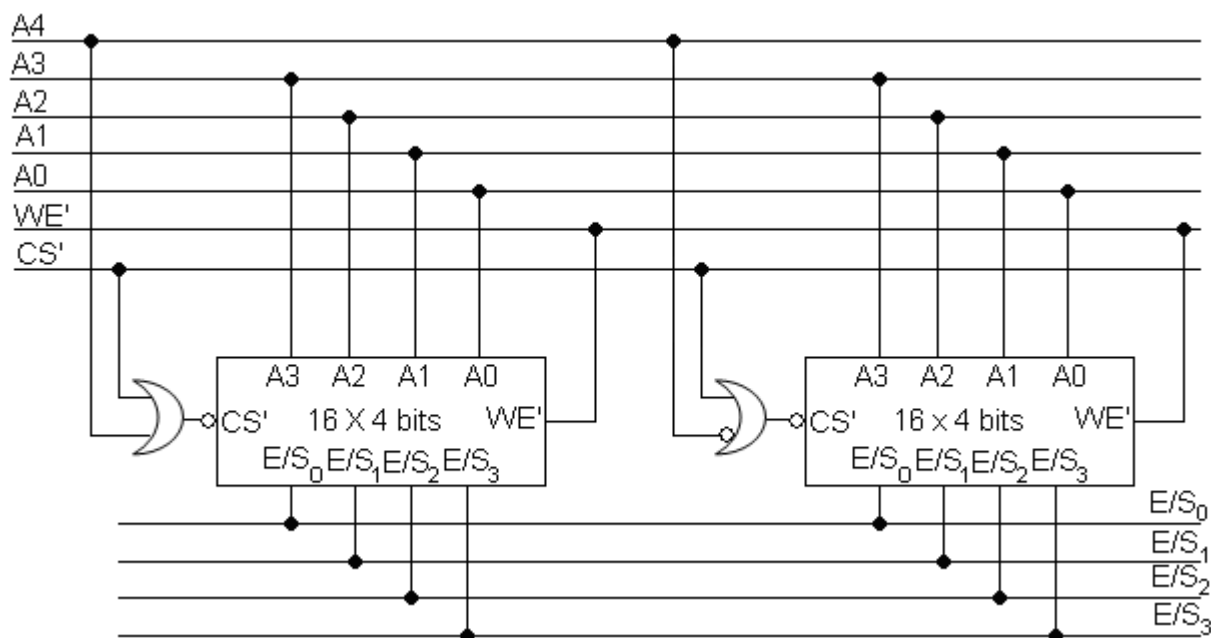 A4
A3
A2
A1
A0
WE'
CS'
A3 A2 A1 A0
CS' 16 X 4 bits WE'
E/S0 E/S1 E/S2 E/S3
A3 A2 A1 A0
CS' 16 x 4 bits WE'
E/S0 E/S1 E/S2 E/S3
E/S0
E/S1
E/S2
E/S3